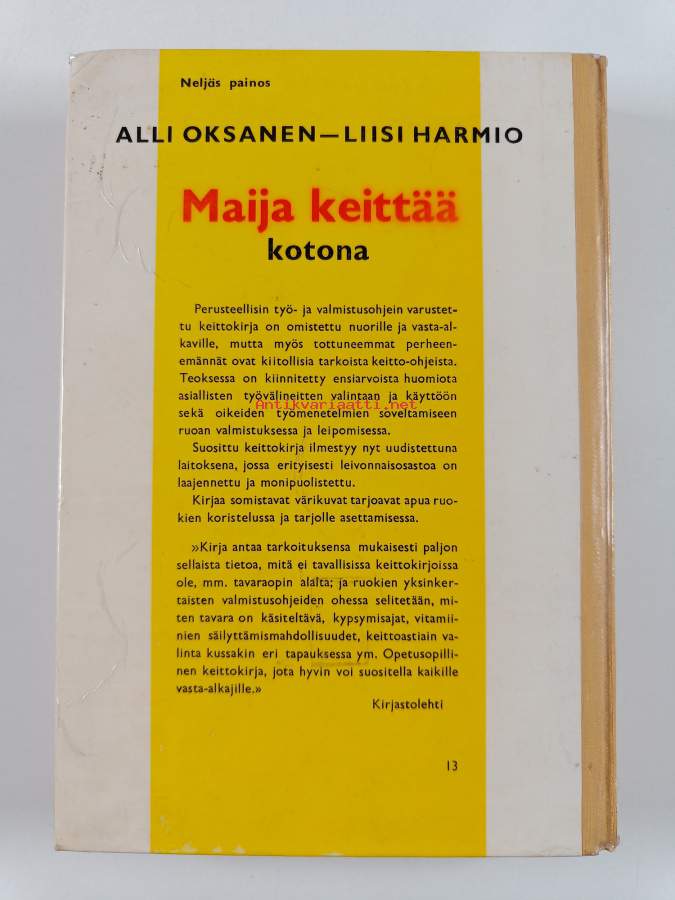 Neljäs painos
ALLI OKSANEN—LIISI HARMIO
Maija keittää
kotona
Perusteellisin työ- ja valmistusohjein varustet-
tu keittokirja on omistettu nuorille ja vasta-al-
kaville, mutta myös tottuneemmat perheen-
emännät ovat kiitollisia tarkoista keitto-ohjeista.
Teoksessa on kiinnitetty ensiarvoista huomiota
asiallisten työvälineitten valintaan ja käyttöön
Antikvariaatti.net
sekä oikeiden työmenetelmien soveltamiseen
ruoan valmistuksessa ja leipomisessa.
Suosittu keittokirja ilmestyy nyt uudistettuna
laitoksena, jossa erityisesti leivonnaisosastoa on
laajennettu ja monipuolistettu.
Kirjaa somistavat värikuvat tarjoavat apua ruo-
kien koristelussa ja tarjolle asettamisessa.
»Kirja antaa tarkoituksensa mukaisesti paljon
sellaista tietoa, mitä ei tavallisissa keittokirjoissa
ole, mm. tavaraopin alalta; ja ruokien yksinker-
taisten valmistusohjeiden ohessa selitetään, mi-
ten tavara on käsiteltävä, kypsymisajat, vitamii-
nien säilyttämismahdollisuudet, keittoastiain va-
linta kussakin eri tapauksessa ym. Opetusopilli-
nen keittokirja, jota hyvin voi suositella kaikille
vasta-alkajille.»
Kirjastolehti
13